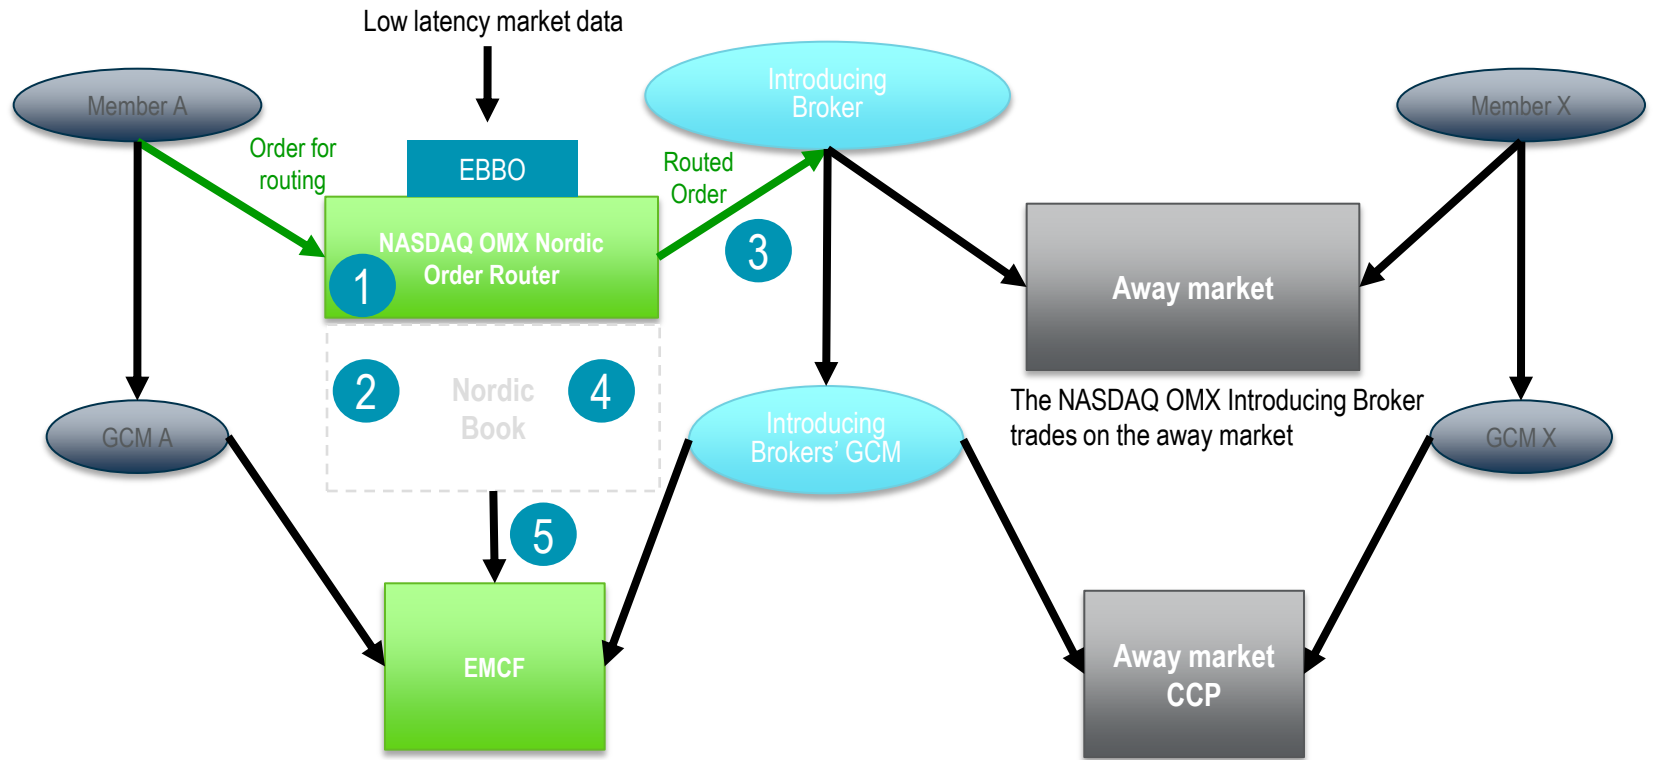 Low latency market data
Member A
Introducing
Broker
Member X
Order for
routing
EBBO
Routed
Order
NASDAQ OMX Nordic
Order Router
1
3
Away market
2
Nordic
Book
4
The NASDAQ OMX Introducing Broker
trades on the away market
GCM A
Introducing
Brokers’ GCM
GCM X
5
EMCF
Away market
CCP